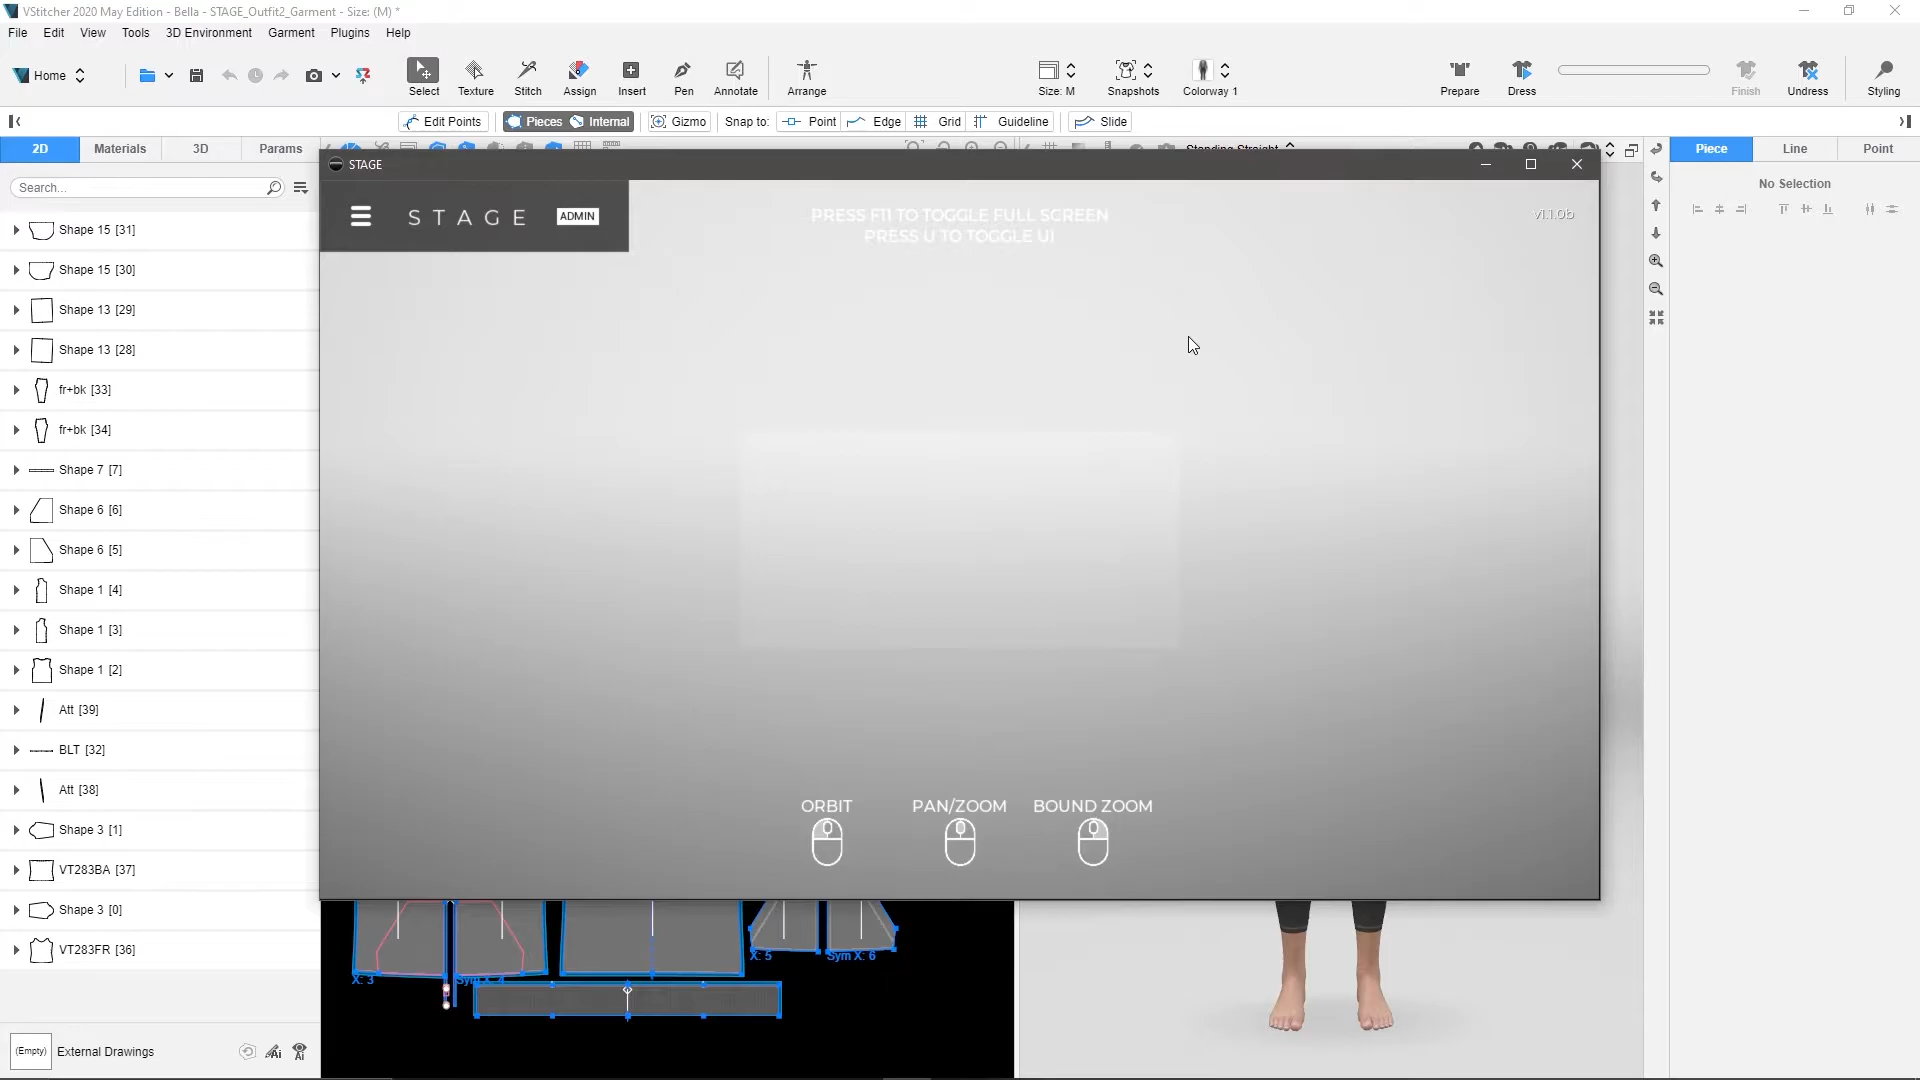 VStitcher 2020 May Edition - Bella - STAGE_Outfit2_Garment - Size: (M) *
File Edit View Tools 3D Environment Garment Plugins Help
Home
Select Texture Stitch Assign Insert Pen Annotate Arrange Size: M Snapshots Colorway 1 Prepare Dress Finish Undress Styling
Edit Points Pieces Internal Gizmo Snap to: Point Edge Grid Guideline Slide
2D Materials 3D Params
Standing Straight
Piece Line Point
Search...
No Selection
STAGE
STAGE ADMIN
PRESS F11 TO TOGGLE FULL SCREEN
PRESS U TO TOGGLE UI
v1.1.0b
Shape 15 [31]
Shape 15 [30]
Shape 13 [29]
Shape 13 [28]
fr+bk [33]
fr+bk [34]
Shape 7 [7]
Shape 6 [6]
Shape 6 [5]
Shape 1 [4]
Shape 1 [3]
Shape 1 [2]
Att [39]
BLT [32]
Att [38]
Shape 3 [1]
VT283BA [37]
Shape 3 [0]
VT283FR [36]
ORBIT PAN/ZOOM BOUND ZOOM
X: 5 Sym X: 6
X: 3
(Empty) External Drawings Ai Ai